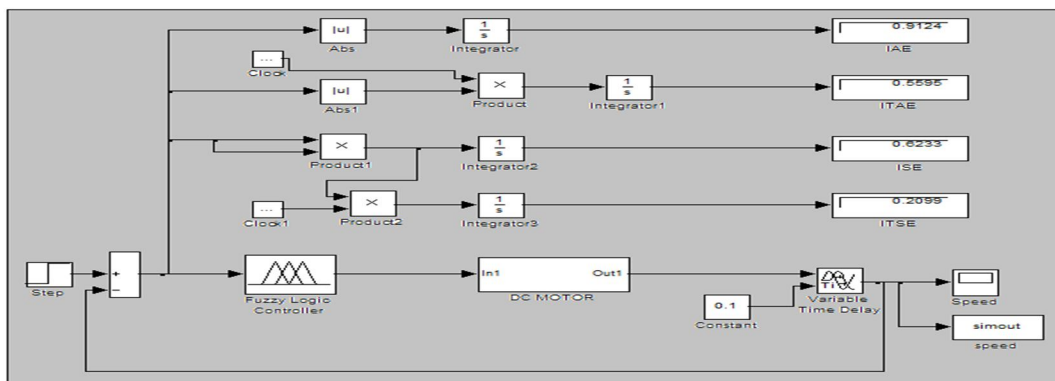 |u|
Abs
1
s
Integrator
0.9124
IAE
...
Clock
|u|
Abs1
×
Product
1
s
Integrator1
0.5595
ITAE
×
Product1
1
s
Integrator2
0.6233
ISE
...
Clock1
×
Product2
1
s
Integrator3
0.2099
ITSE
Step
+
−
Fuzzy Logic
Controller
In1
Out1
DC MOTOR
0.1
Constant
Ti
Variable
Time Delay
Speed
simout
speed